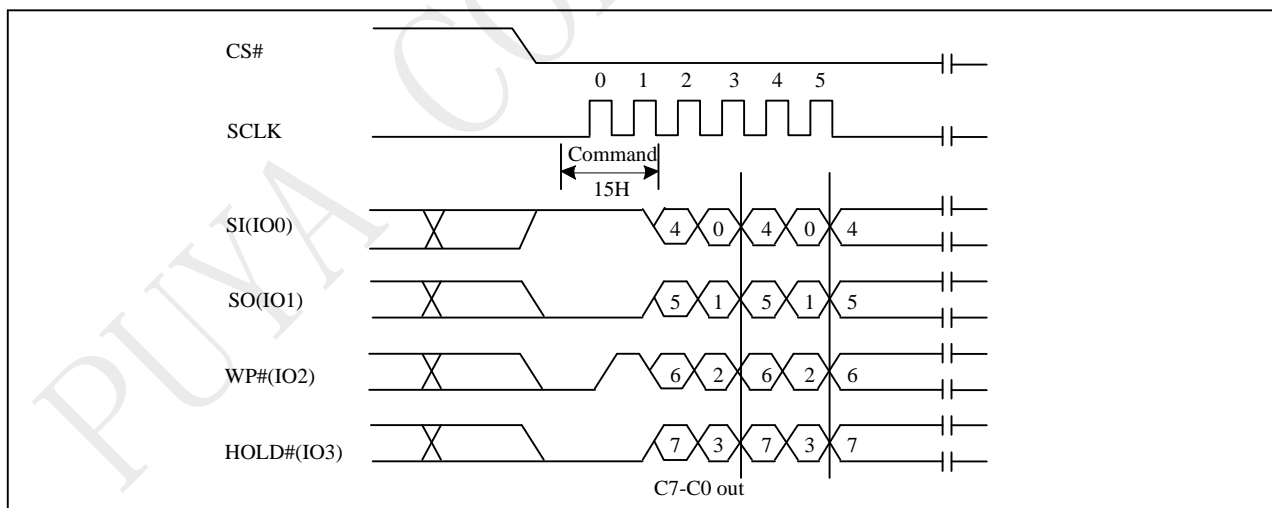 CS#
0 1 2 3 4 5
SCLK
Command
15H
SI(IO0)
4 0 4 0 4
SO(IO1)
5 1 5 1 5
WP#(IO2)
6 2 6 2 6
HOLD#(IO3)
7 3 7 3 7
C7-C0 out
PUYA CO